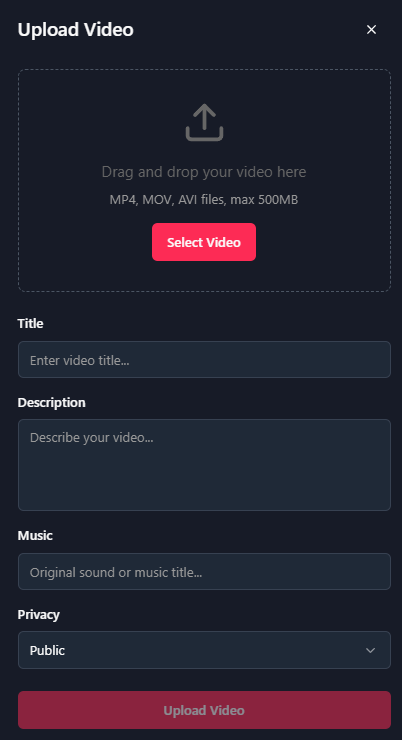 Upload Video
Drag and drop your video here
MP4, MOV, AVI files, max 500MB
Select Video
Title
Enter video title...
Description
Describe your video...
Music
Original sound or music title...
Privacy
Public
Upload Video